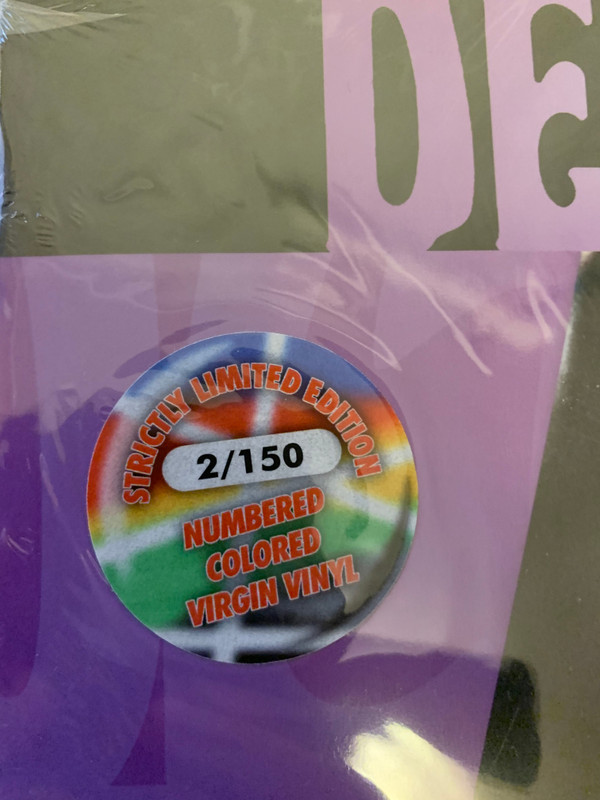 DE
STRICTLY LIMITED EDITION
2/150
NUMBERED
COLORED
VIRGIN VINYL